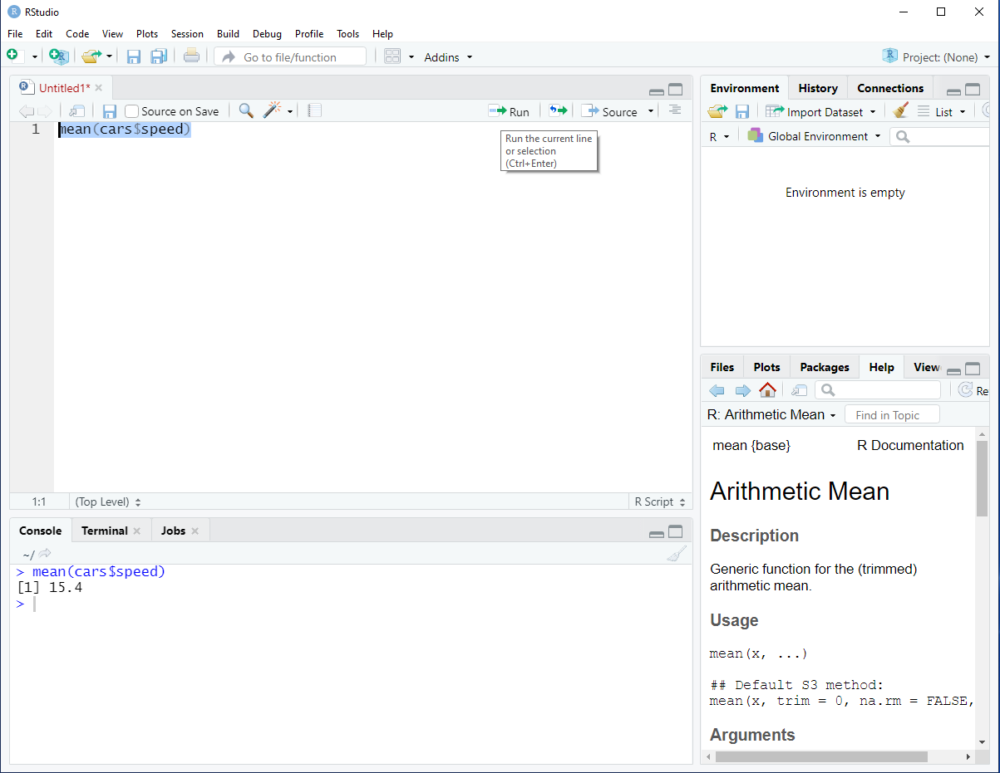 RStudio
File Edit Code View Plots Session Build Debug Profile Tools Help
Go to file/function Addins Project: (None)
Untitled1*
Source on Save Run Source
1 mean(cars$speed)
Run the current line
or selection
(Ctrl+Enter)
1:1 (Top Level) R Script
Console Terminal Jobs
~/
> mean(cars$speed)
[1] 15.4
>
Environment History Connections
Import Dataset List
R Global Environment
Environment is empty
Files Plots Packages Help View
Re
R: Arithmetic Mean Find in Topic
mean {base} R Documentation
Arithmetic Mean
Description
Generic function for the (trimmed)
arithmetic mean.
Usage
mean(x, ...)
## Default S3 method:
mean(x, trim = 0, na.rm = FALSE,
Arguments